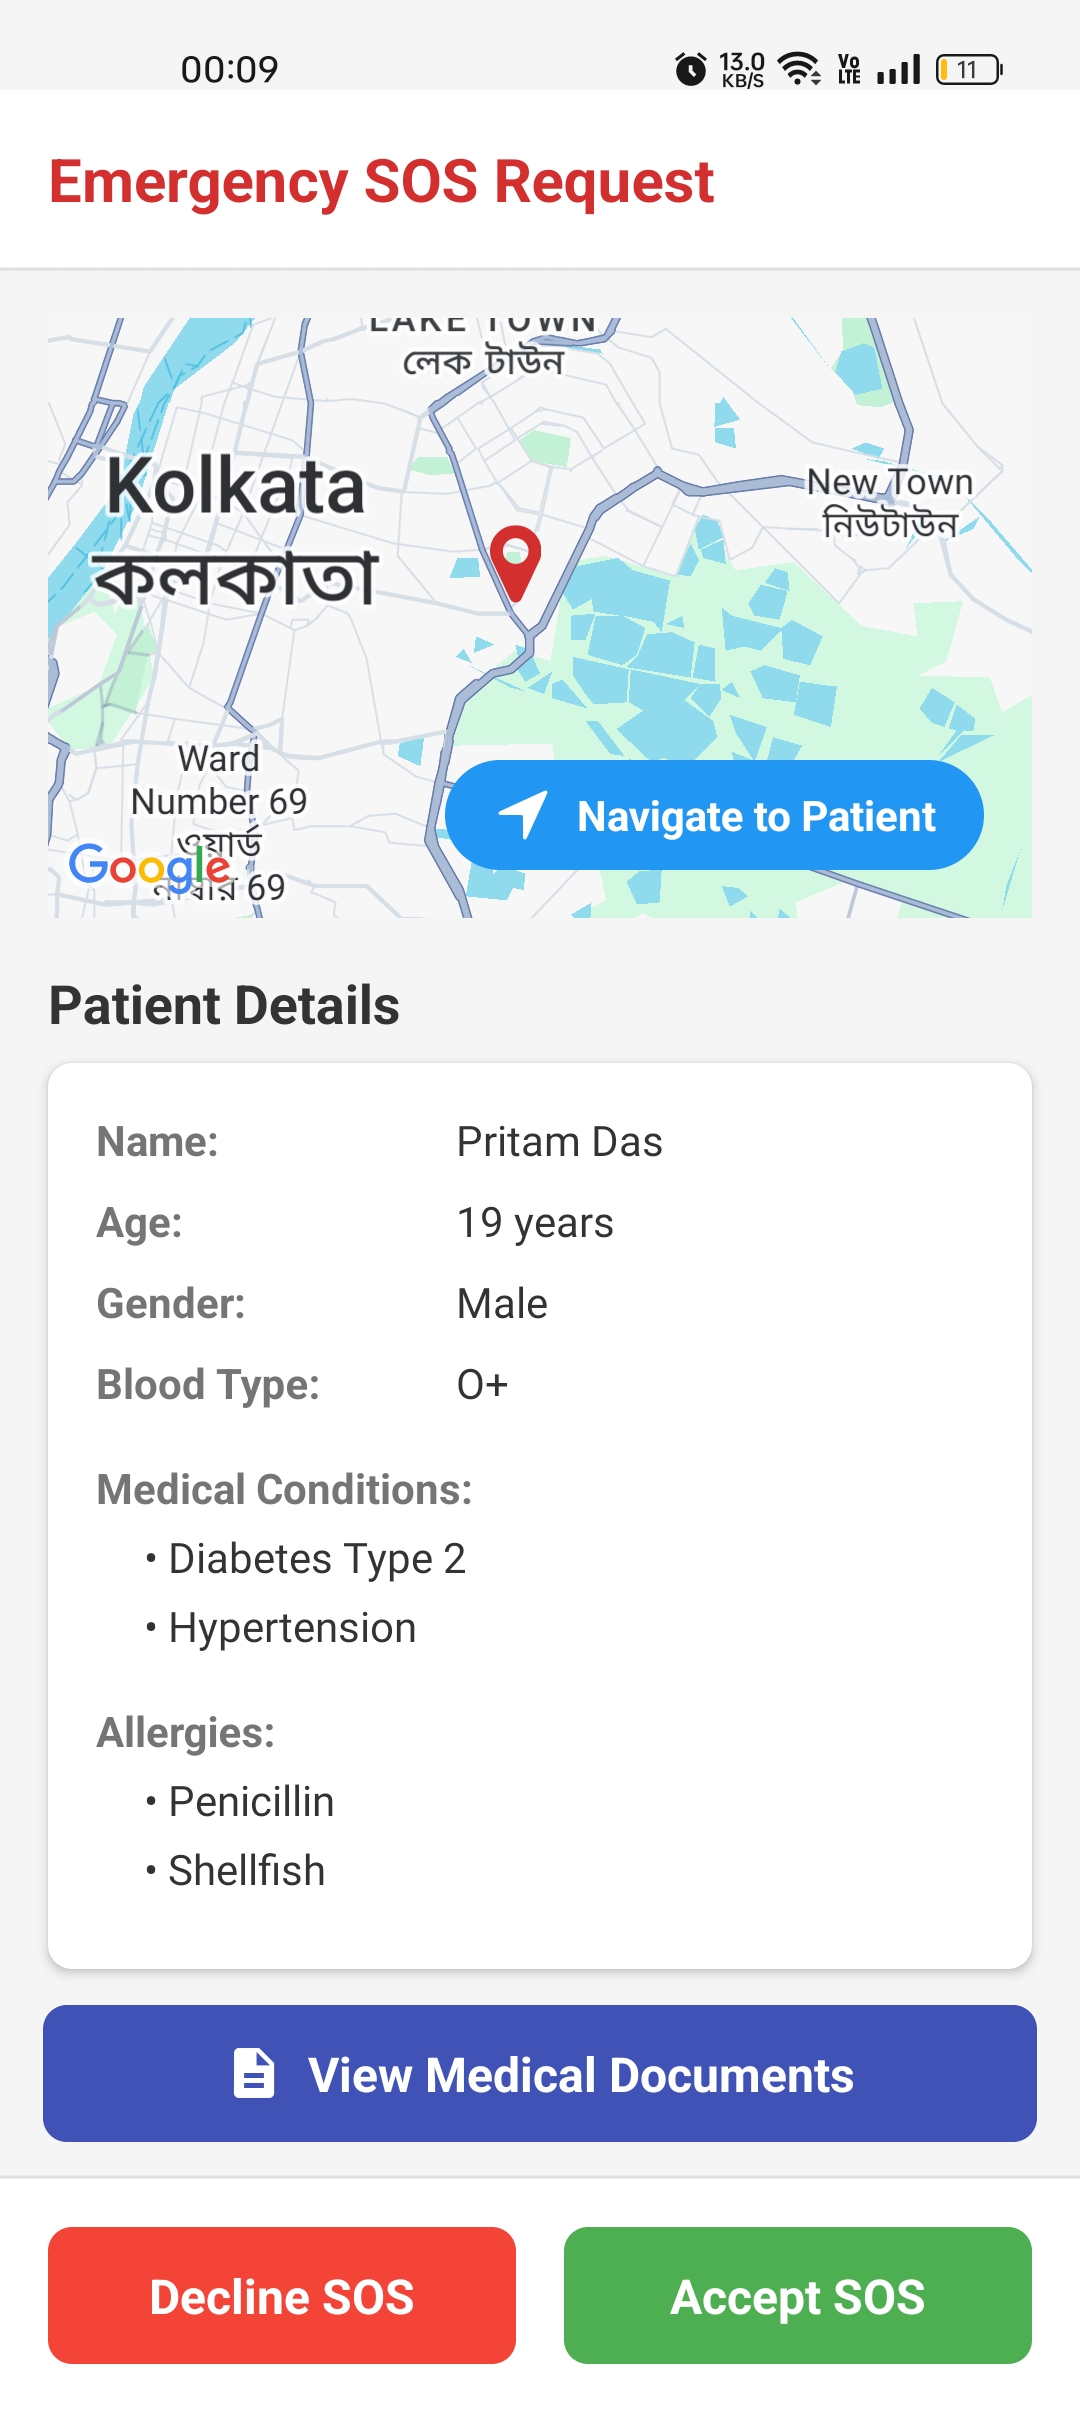 00:09
13.0
KB/S
Vo
LTE
11
Emergency SOS Request
LAKE TOWN
লেক টাউন
Kolkata
কলকাতা
New Town
নিউটাউন
Ward
Number 69
ওয়ার্ড
69
Google
Navigate to Patient
Patient Details
Name: Pritam Das
Age: 19 years
Gender: Male
Blood Type: O+
Medical Conditions:
• Diabetes Type 2
• Hypertension
Allergies:
• Penicillin
• Shellfish
View Medical Documents
Decline SOS
Accept SOS